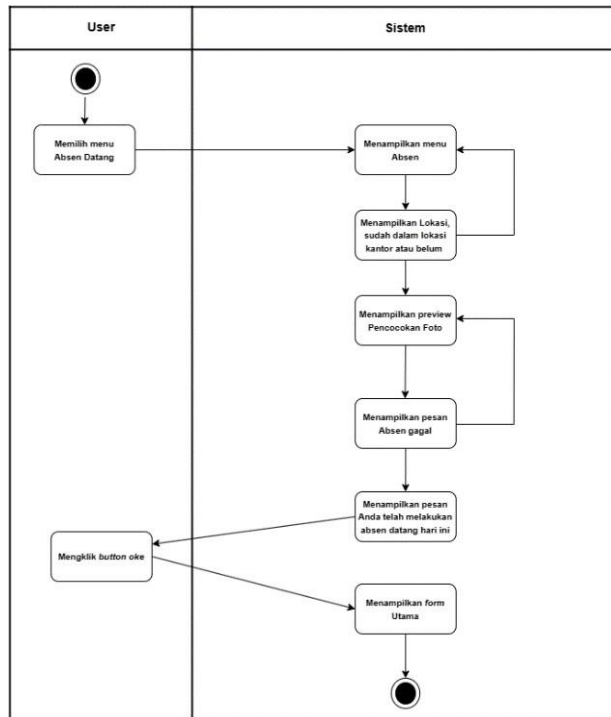 User
Sistem
Memilih menu
Absen Datang
Menampilkan menu
Absen
Menampilkan Lokasi,
sudah dalam lokasi
kantor atau belum
Menampilkan preview
Pencocokan Foto
Menampilkan pesan
Absen gagal
Menampilkan pesan
Anda telah melakukan
absen datang hari ini
Mengklik button oke
Menampilkan form
Utama